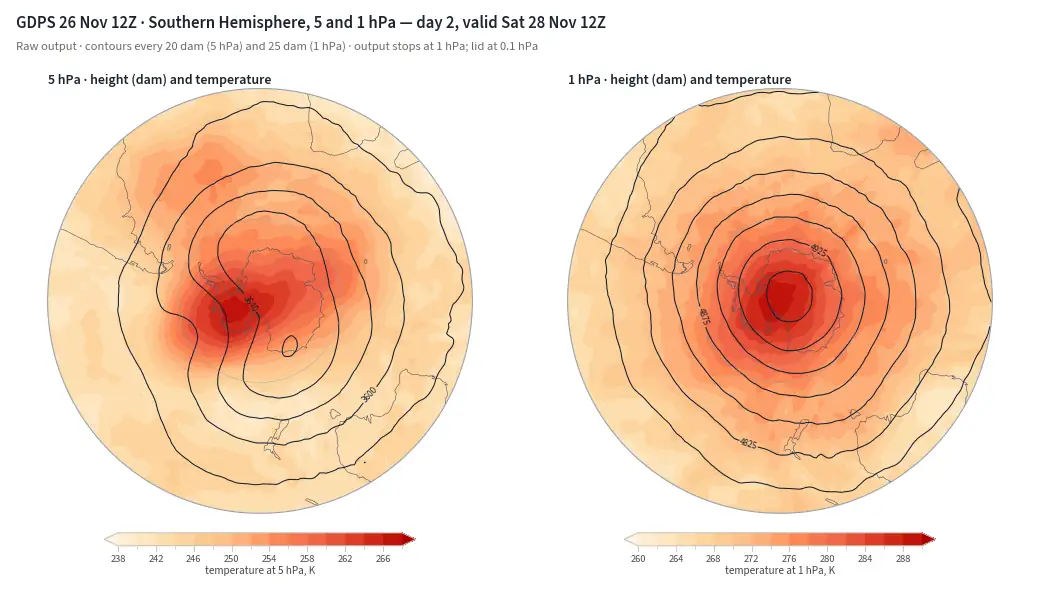 GDPS 26 Nov 12Z · Southern Hemisphere, 5 and 1 hPa — day 2, valid Sat 28 Nov 12Z
Raw output · contours every 20 dam (5 hPa) and 25 dam (1 hPa) · output stops at 1 hPa; lid at 0.1 hPa
5 hPa · height (dam) and temperature
1 hPa · height (dam) and temperature
3600
4925
4875
4825
238 242 246 250 254 258 262 266
temperature at 5 hPa, K
260 264 268 272 276 280 284 288
temperature at 1 hPa, K